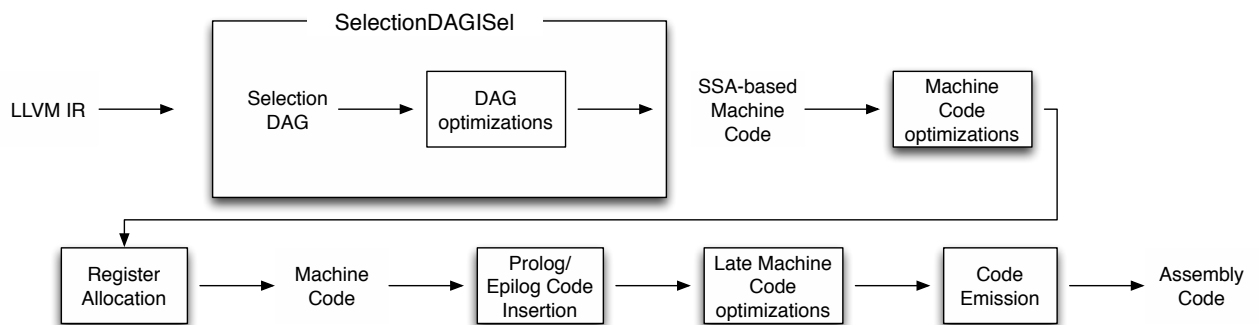 SelectionDAGISel
LLVM IR
Selection
DAG
DAG
optimizations
SSA-based
Machine
Code
Machine
Code
optimizations
Register
Allocation
Machine
Code
Prolog/
Epilog Code
Insertion
Late Machine
Code
optimizations
Code
Emission
Assembly
Code